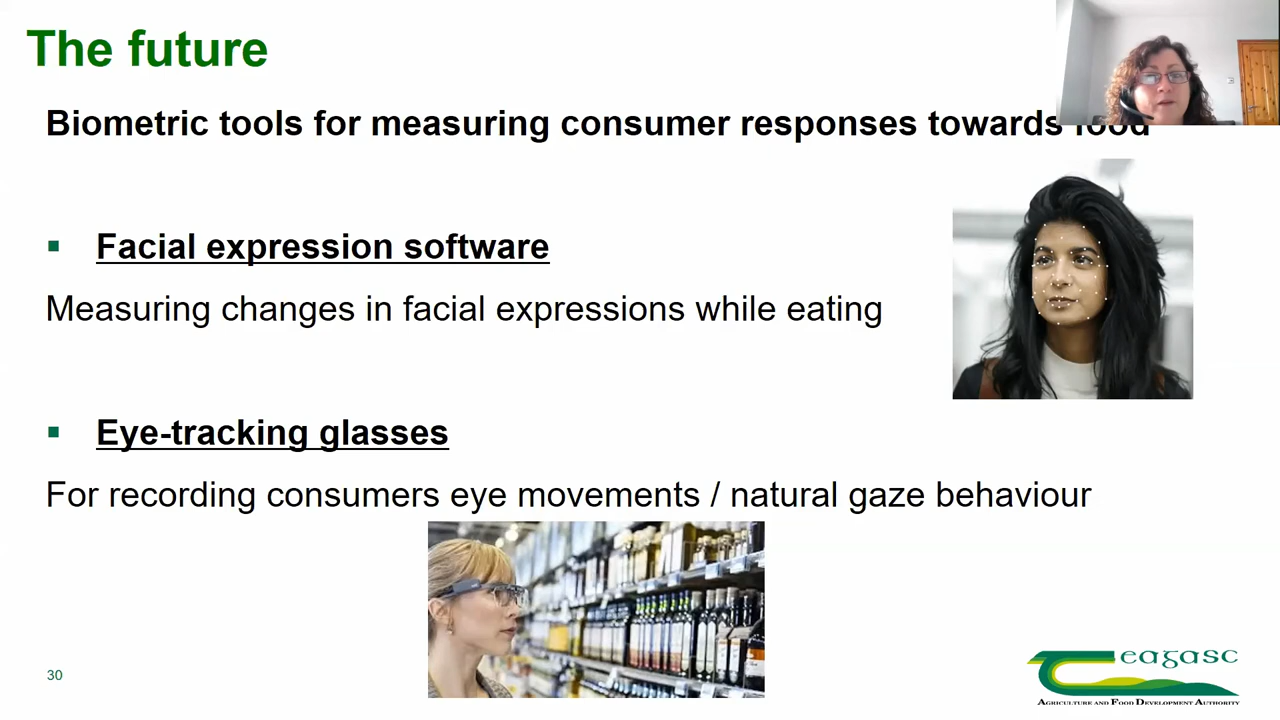 The future
Biometric tools for measuring consumer responses towards food
Facial expression software
Measuring changes in facial expressions while eating
Eye-tracking glasses
For recording consumers eye movements / natural gaze behaviour
30
eagasc
Agriculture and Food Development Authority